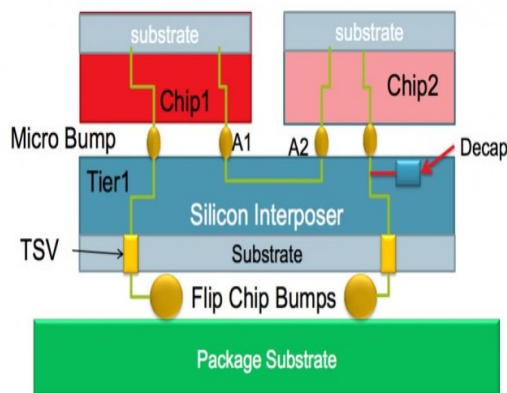 substrate
substrate
Chip1
Chip2
Micro Bump
A1
A2
Decap
Tier1
Silicon Interposer
TSV
Substrate
Flip Chip Bumps
Package Substrate